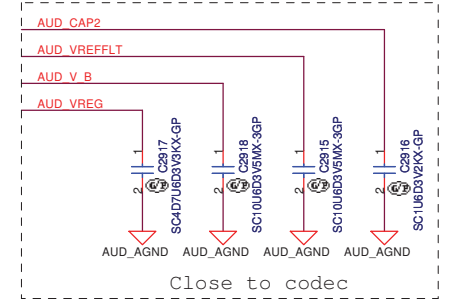 AUD_CAP2
AUD_VREFFLT
AUD_V_B
AUD_VREG
1
2
C2917
SC4D7U6D3V3KX-GP
1
2
C2918
SC10U6D3V5MX-3GP
1
2
C2915
SC10U6D3V5MX-3GP
1
2
C2916
SC1U6D3V2KX-GP
AUD_AGND
AUD_AGND
AUD_AGND
AUD_AGND
Close to codec